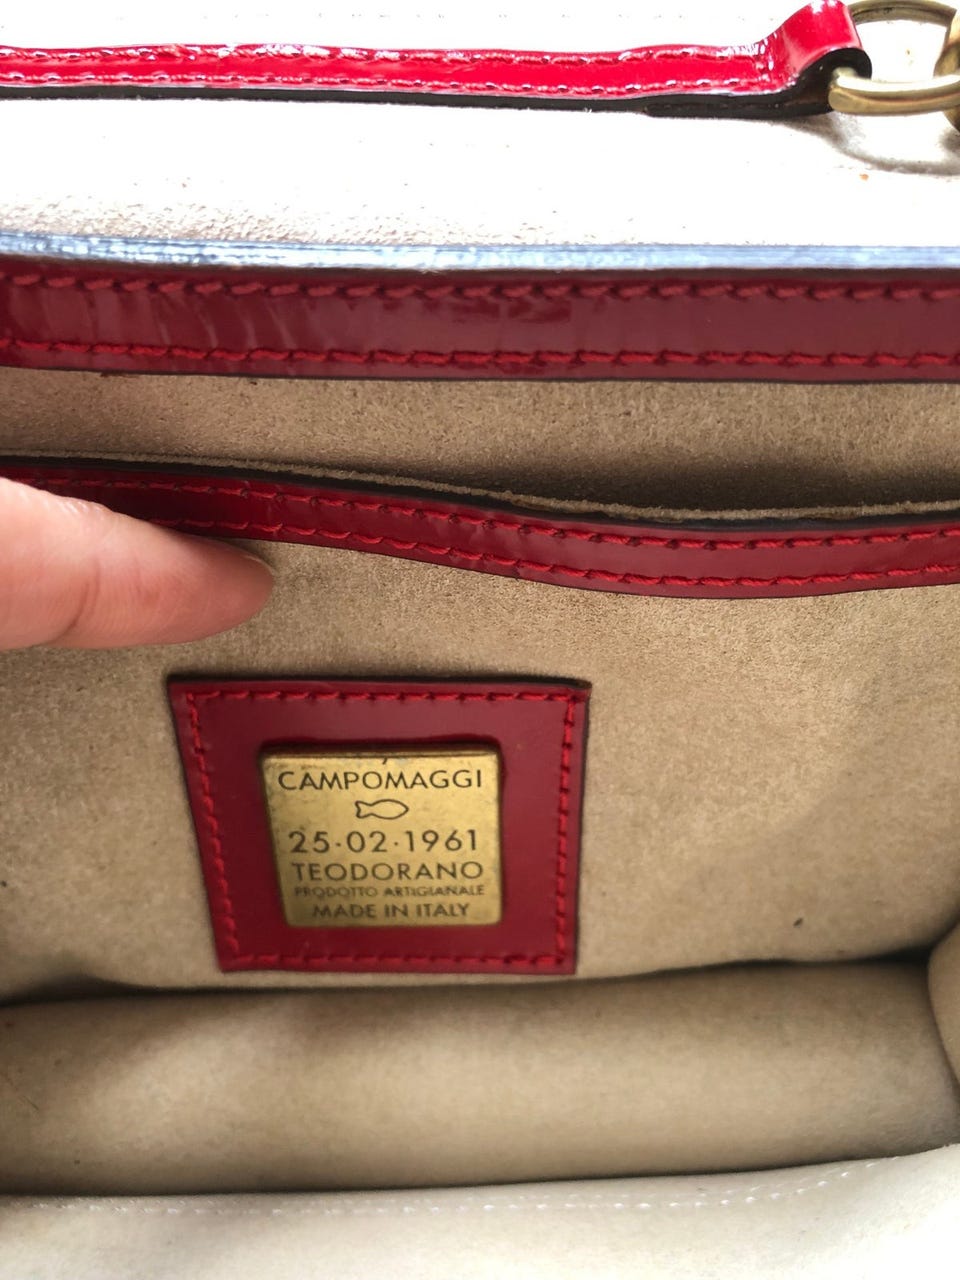 CAMPOMAGGI
25·02·1961
TEODORANO
PRODOTTO ARTIGIANALE
MADE IN ITALY